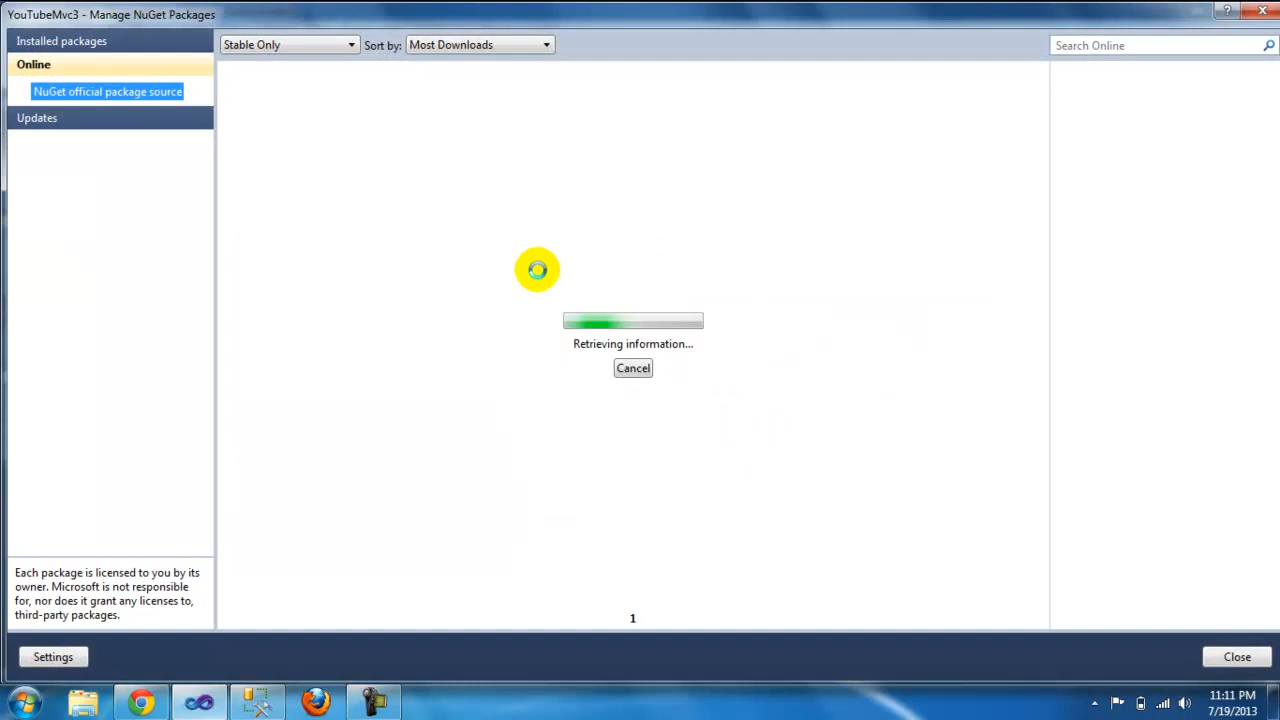 YouTubeMvc3 - Manage NuGet Packages
Installed packages
Online
NuGet official package source
Updates
Stable Only
Sort by:
Most Downloads
Search Online
Retrieving information...
Cancel
Each package is licensed to you by its
owner. Microsoft is not responsible
for, nor does it grant any licenses to,
third-party packages.
1
Settings
Close
11:11 PM
7/19/2013